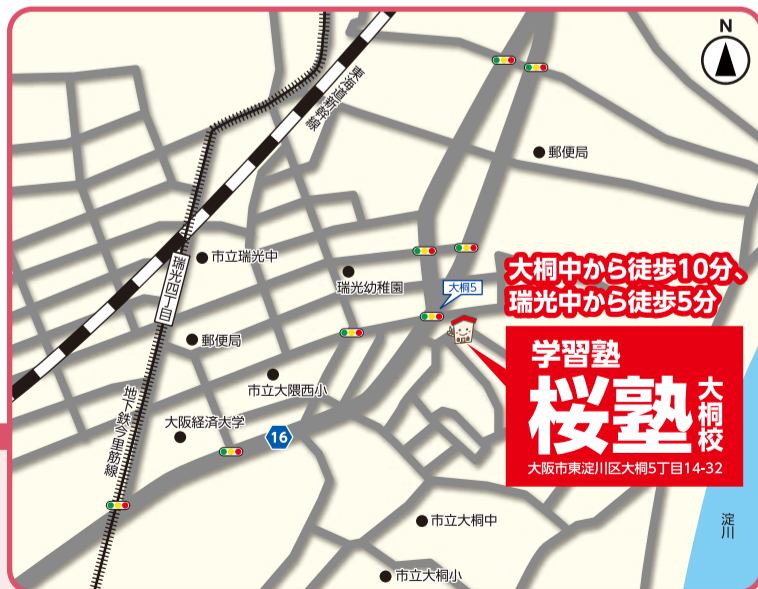 N
東海道新幹線
郵便局
市立瑞光中
瑞光四丁目
瑞光幼稚園
大桐5
大桐中から徒歩10分、
瑞光中から徒歩5分
郵便局
市立大隅西小
学習塾
桜塾
大桐校
大阪市東淀川区大桐5丁目14-32
地下鉄今里筋線
大阪経済大学
16
市立大桐中
市立大桐小
淀川